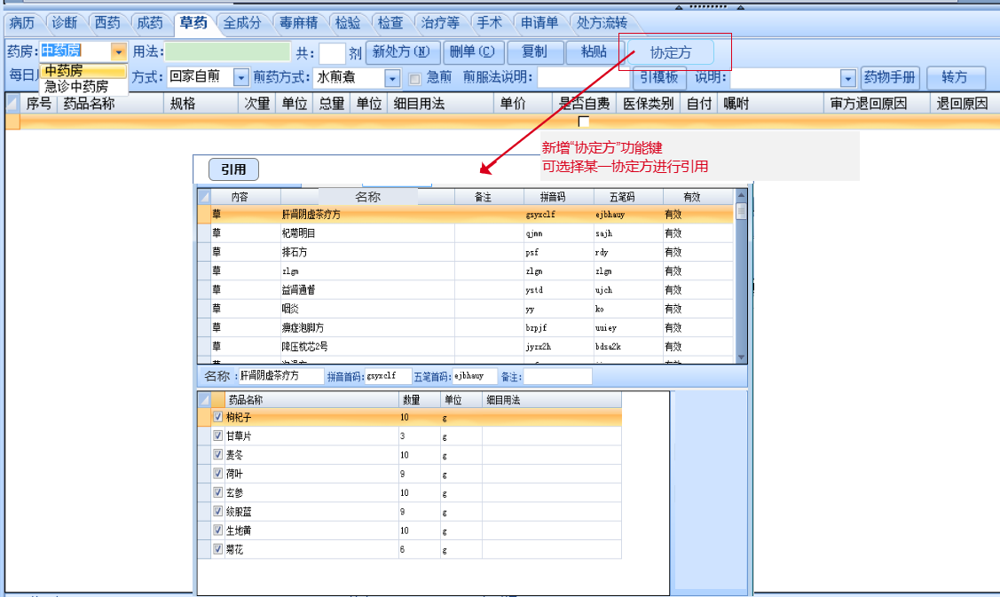 病历 诊断 西药 成药 草药 全成分 毒麻精 检验 检查 治疗等 手术 申请单 处方流转
药房: 中药房 用法: 共: 剂 新处方(N) 删单(C) 复制 粘贴 协定方
中药房
急诊中药房
每日 方式: 回家自煎 煎药方式: 水煎煮 急煎 煎服法说明: 引模板 说明: 药物手册 转方
序号 药品名称 规格 次量 单位 总量 单位 细目用法 单价 是否自费 医保类别 自付 嘱咐 审方退回原因 退回原因
新增“协定方”功能键
可选择某一协定方进行引用
引用
内容 名称 备注 拼音码 五笔码 有效
草 肝肾阴虚茶疗方 gsyxclf ejbhauy 有效
草 杞菊明目 qjmm sajh 有效
草 排石方 psf rdy 有效
草 zlgm zlgm zlgm 有效
草 益肾通督 ystd ujch 有效
草 咽炎 yy ko 有效
草 痹症泡脚方 bzpjf uuiey 有效
草 降压枕芯2号 jyzx2h bdsa2k 有效
名称: 肝肾阴虚茶疗方 拼音首码: gsyxclf 五笔首码: ejbhauy 备注:
药品名称 数量 单位 细目用法
枸杞子 10 g
甘草片 3 g
麦冬 10 g
荷叶 9 g
玄参 10 g
绞股蓝 9 g
生地黄 10 g
菊花 6 g